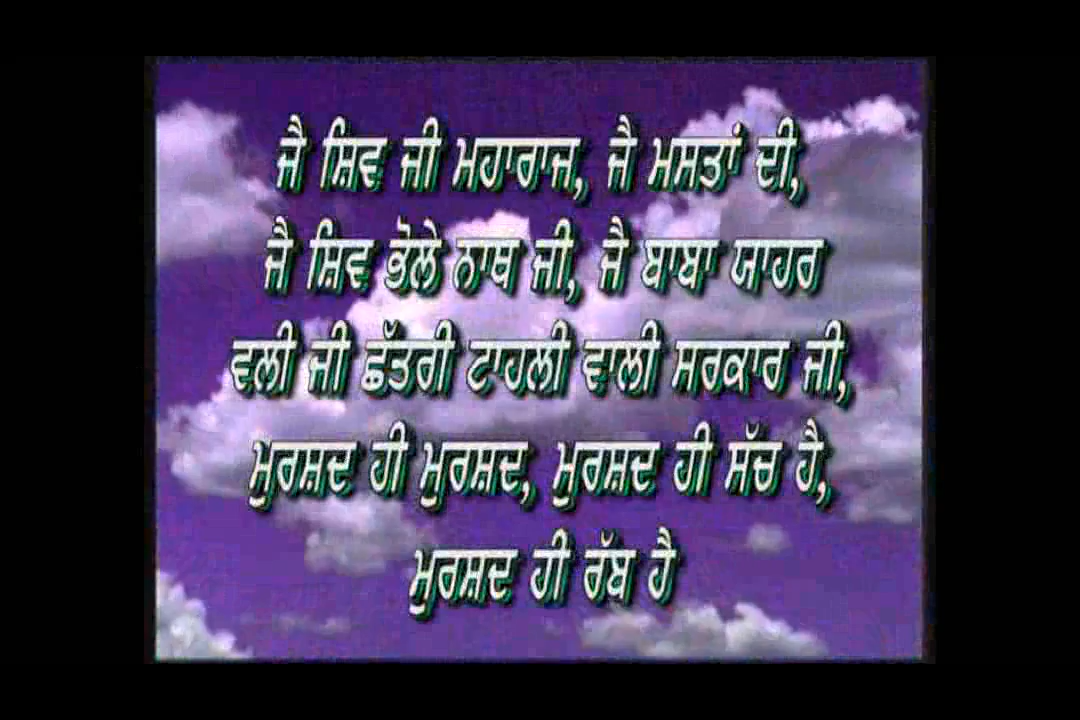 ਜੈ ਸ਼ਿਵ ਜੀ ਮਹਾਰਾਜ, ਜੈ ਮਸਤਾਂ ਦੀ,
ਜੈ ਸ਼ਿਵ ਭੋਲੇ ਨਾਥ ਜੀ, ਜੈ ਬਾਬਾ ਯਾਹਰ
ਵਲੀ ਜੀ ਛੱਤਰੀ ਟਾਹਲੀ ਵਾਲੀ ਸਰਕਾਰ ਜੀ,
ਮੁਰਸ਼ਦ ਹੀ ਮੁਰਸ਼ਦ, ਮੁਰਸ਼ਦ ਹੀ ਸੱਚ ਹੈ,
ਮੁਰਸ਼ਦ ਹੀ ਰੱਬ ਹੈ